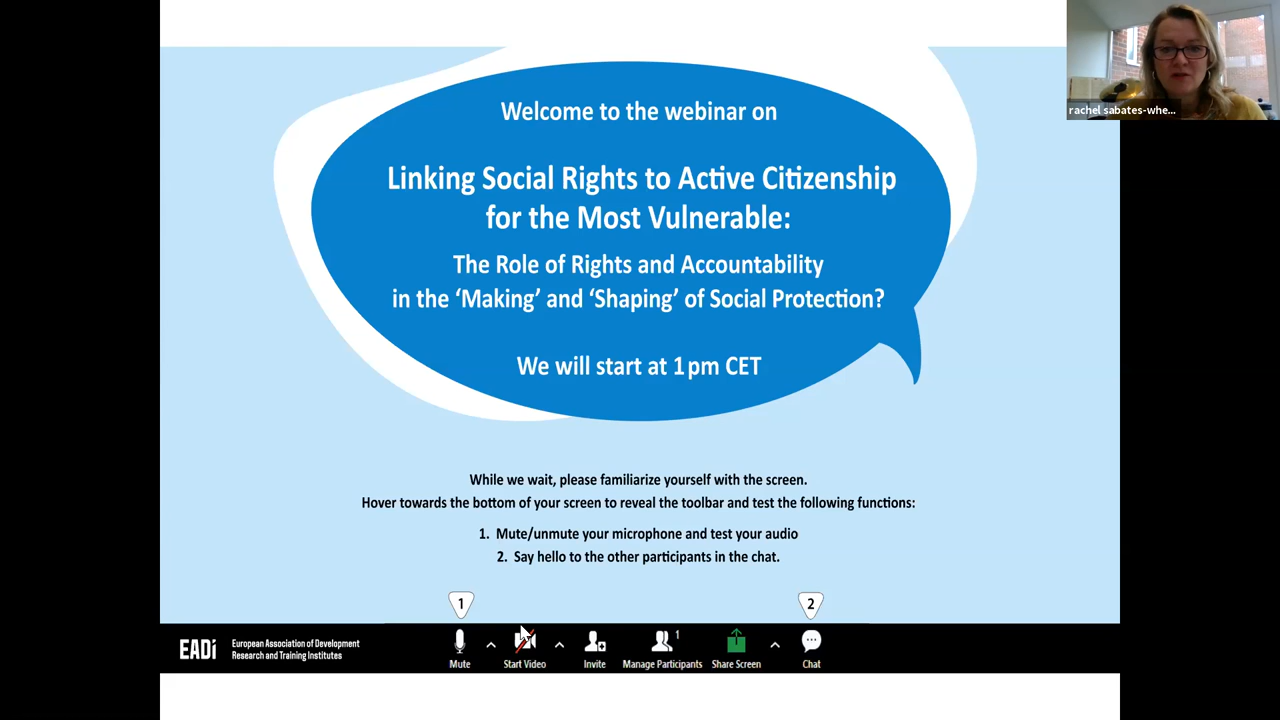 rachel sabates-whe...
Welcome to the webinar on
Linking Social Rights to Active Citizenship
for the Most Vulnerable:
The Role of Rights and Accountability
in the ‘Making’ and ‘Shaping’ of Social Protection?
We will start at 1pm CET
While we wait, please familiarize yourself with the screen.
Hover towards the bottom of your screen to reveal the toolbar and test the following functions:
1. Mute/unmute your microphone and test your audio
2. Say hello to the other participants in the chat.
1
2
EADi
European Association of Development
Research and Training Institutes
1
Mute
Start Video
Invite
Manage Participants
Share Screen
Chat